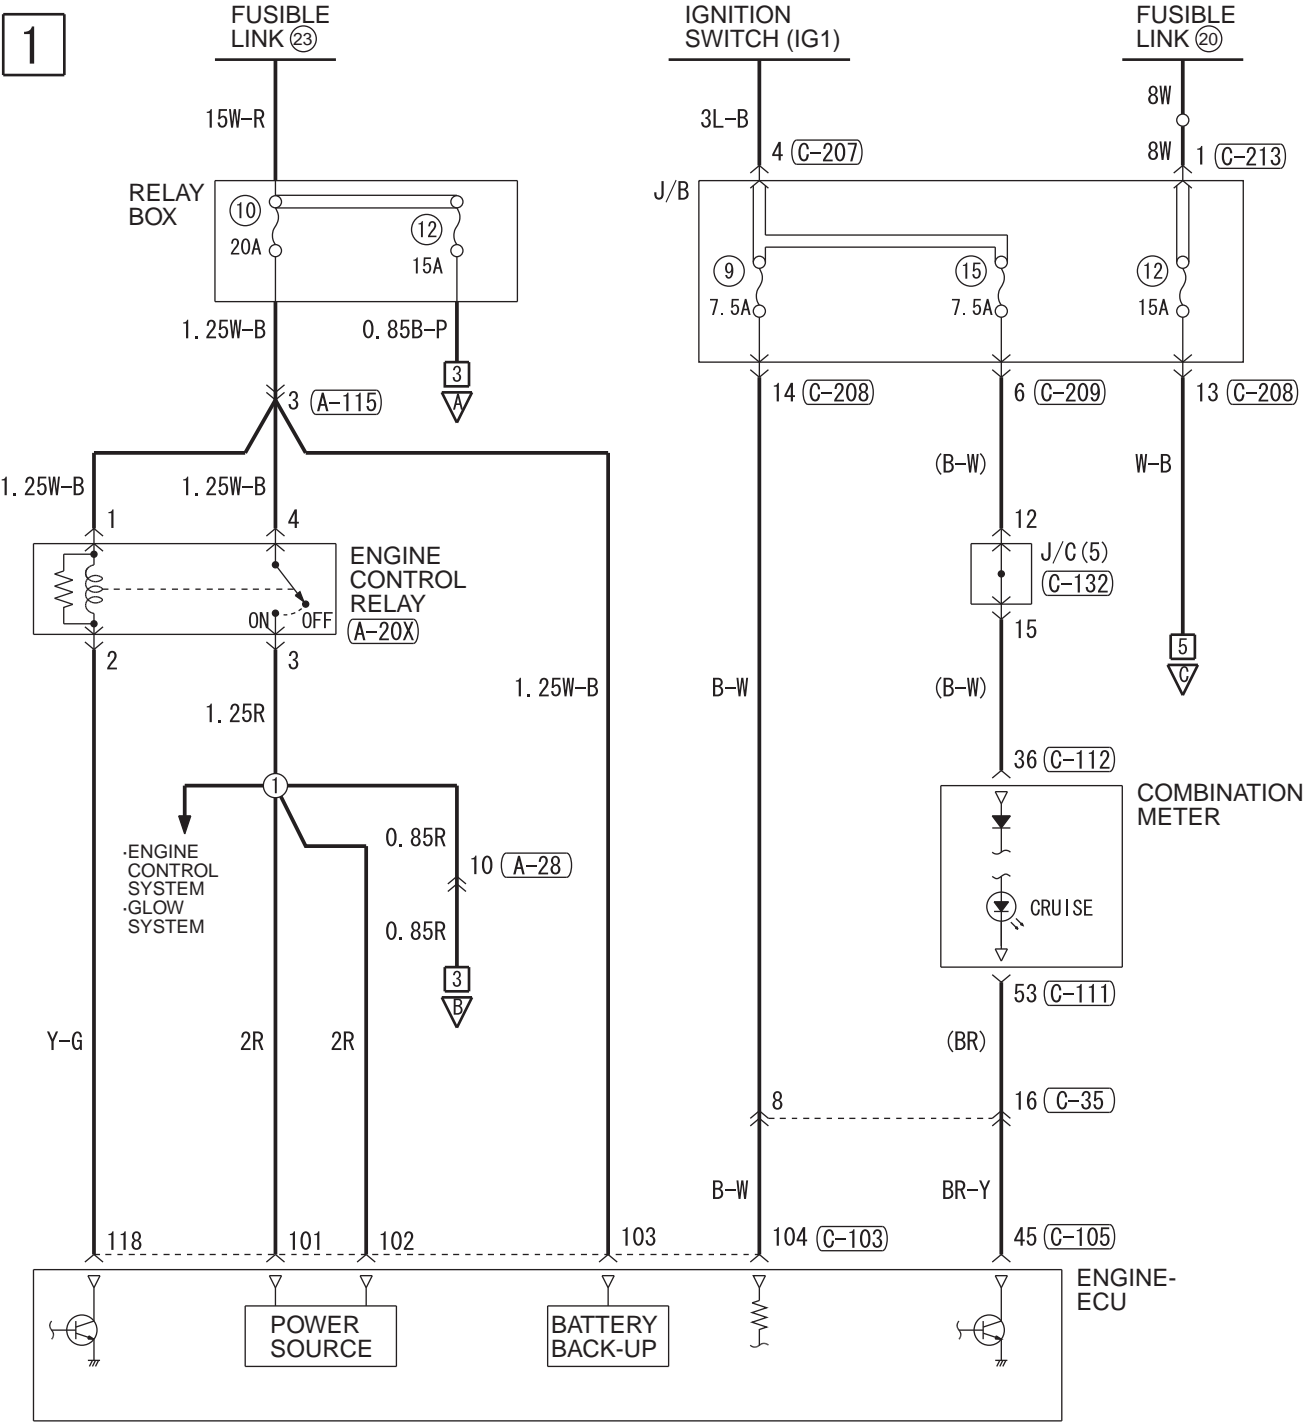 1
FUSIBLE
LINK 23
IGNITION
SWITCH (IG1)
FUSIBLE
LINK 20
15W-R
3L-B
8W
8W
4 C-207
1 C-213
RELAY
BOX
10
20A
12
15A
J/B
9
7.5A
15
7.5A
12
15A
1.25W-B
0.85B-P
3
A
3 A-115
14 C-208
6 C-209
13 C-208
1.25W-B
1.25W-B
(B-W)
W-B
1
4
12
ENGINE
CONTROL
RELAY
A-20X
ON
OFF
J/C(5)
C-132
2
3
15
5
C
1.25R
1.25W-B
B-W
(B-W)
1
36 C-112
COMBINATION
METER
·ENGINE
CONTROL
SYSTEM
·GLOW
SYSTEM
0.85R
10 A-28
0.85R
CRUISE
3
B
53 C-111
Y-G
2R
2R
(BR)
8
16 C-35
B-W
BR-Y
118
101
102
103
104 C-103
45 C-105
ENGINE-
ECU
POWER
SOURCE
BATTERY
BACK-UP